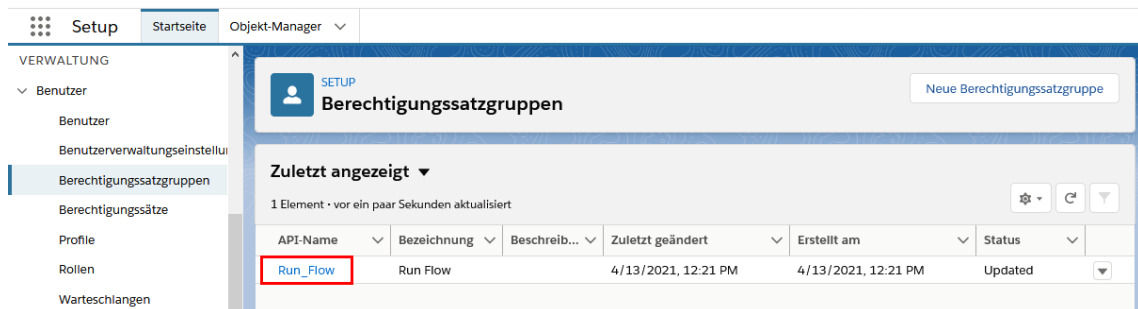 Setup
Startseite
Objekt-Manager
VERWALTUNG
Benutzer
Benutzer
Benutzerverwaltungseinstellu
Berechtigungssatzgruppen
Berechtigungssätze
Profile
Rollen
Warteschlangen
SETUP
Berechtigungssatzgruppen
Neue Berechtigungssatzgruppe
Zuletzt angezeigt
1 Element • vor ein paar Sekunden aktualisiert
API-Name Bezeichnung Beschreib... Zuletzt geändert Erstellt am Status
Run_Flow Run Flow 4/13/2021, 12:21 PM 4/13/2021, 12:21 PM Updated